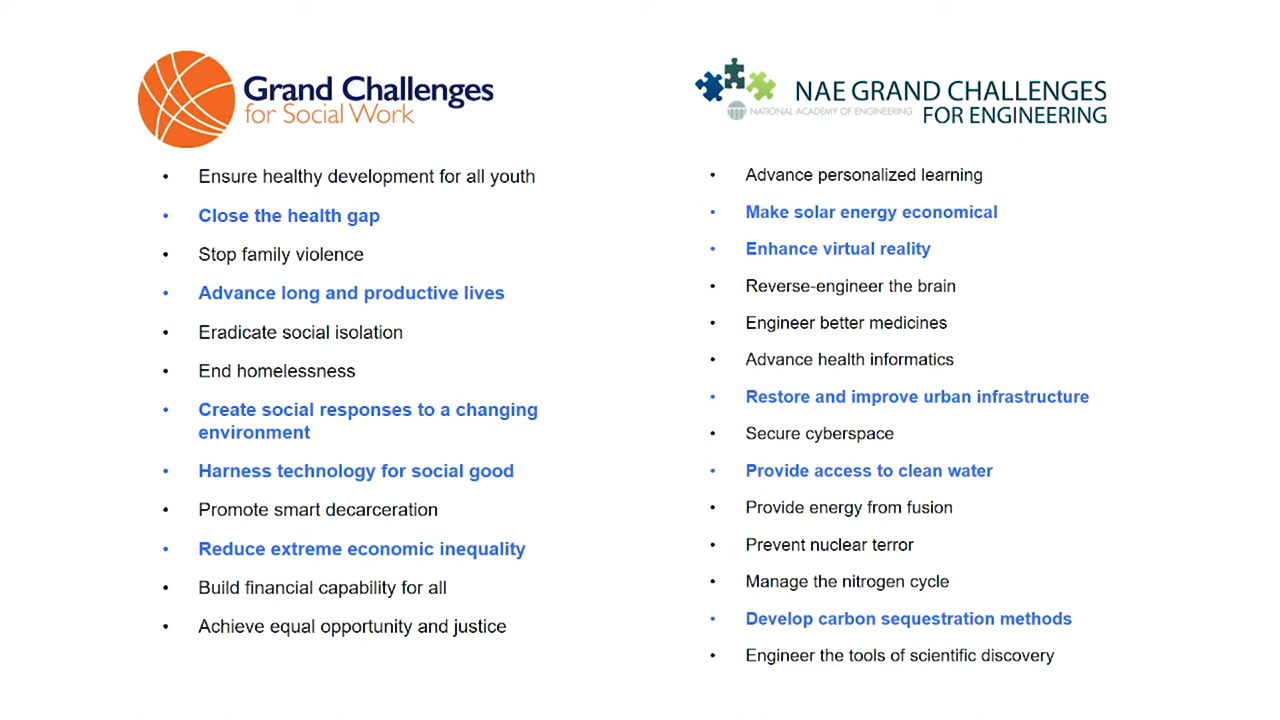 Grand Challenges
for Social Work
• Ensure healthy development for all youth
• Close the health gap
• Stop family violence
• Advance long and productive lives
• Eradicate social isolation
• End homelessness
• Create social responses to a changing
environment
• Harness technology for social good
• Promote smart decarceration
• Reduce extreme economic inequality
• Build financial capability for all
• Achieve equal opportunity and justice
NAE GRAND CHALLENGES
NATIONAL ACADEMY OF ENGINEERING
FOR ENGINEERING
• Advance personalized learning
• Make solar energy economical
• Enhance virtual reality
• Reverse-engineer the brain
• Engineer better medicines
• Advance health informatics
• Restore and improve urban infrastructure
• Secure cyberspace
• Provide access to clean water
• Provide energy from fusion
• Prevent nuclear terror
• Manage the nitrogen cycle
• Develop carbon sequestration methods
• Engineer the tools of scientific discovery